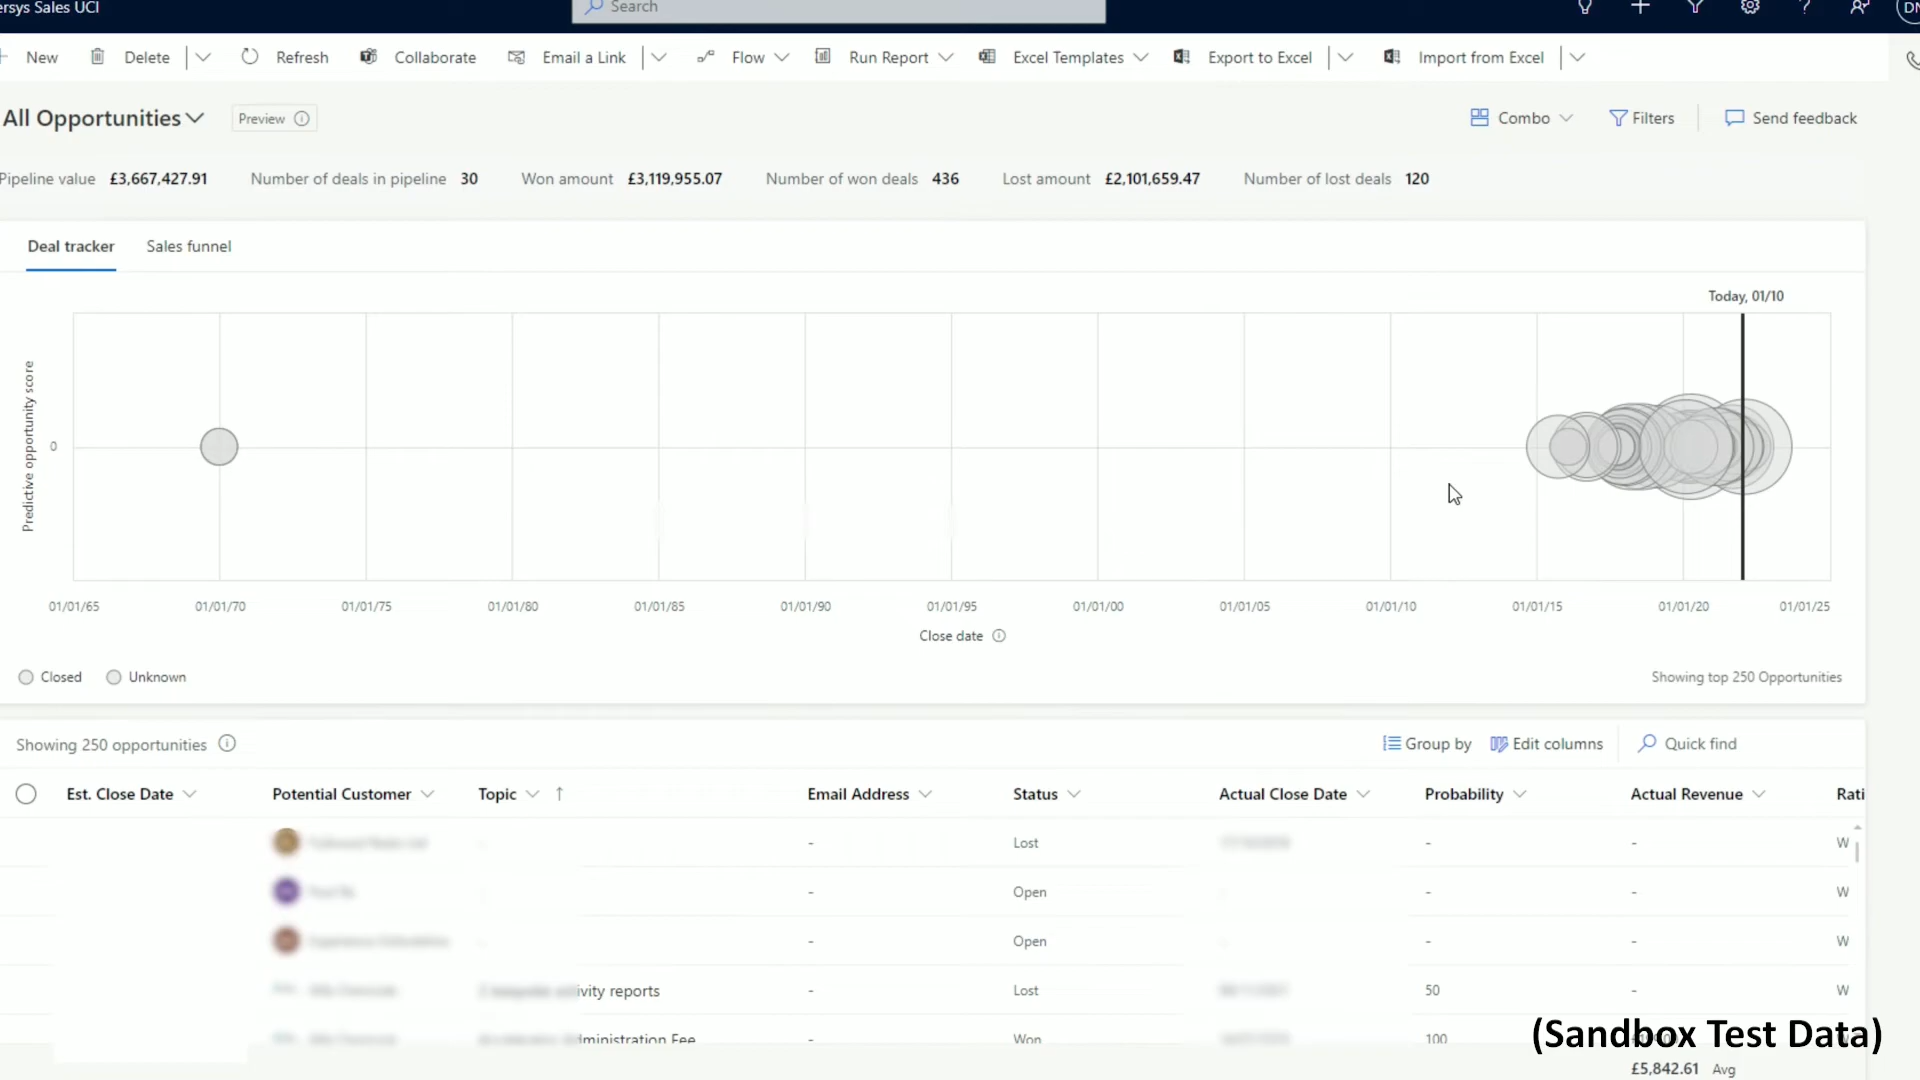 ersys Sales UCI
Search
DN
New Delete Refresh Collaborate Email a Link Flow Run Report Excel Templates Export to Excel Import from Excel
All Opportunities Preview Combo Filters Send feedback
Pipeline value £3,667,427.91 Number of deals in pipeline 30 Won amount £3,119,955.07 Number of won deals 436 Lost amount £2,101,659.47 Number of lost deals 120
Deal tracker Sales funnel
Today, 01/10
Predictive opportunity score
0
01/01/65 01/01/70 01/01/75 01/01/80 01/01/85 01/01/90 01/01/95 01/01/00 01/01/05 01/01/10 01/01/15 01/01/20 01/01/25
Close date
Closed Unknown Showing top 250 Opportunities
Showing 250 opportunities Group by Edit columns Quick find
Est. Close Date Potential Customer Topic Email Address Status Actual Close Date Probability Actual Revenue Rati
- Lost - - W
- Open - - W
- Open - - W
ivity reports - Lost 50 - W
dministration Fee - Won 100
(Sandbox Test Data)
£5,842.61 Avg